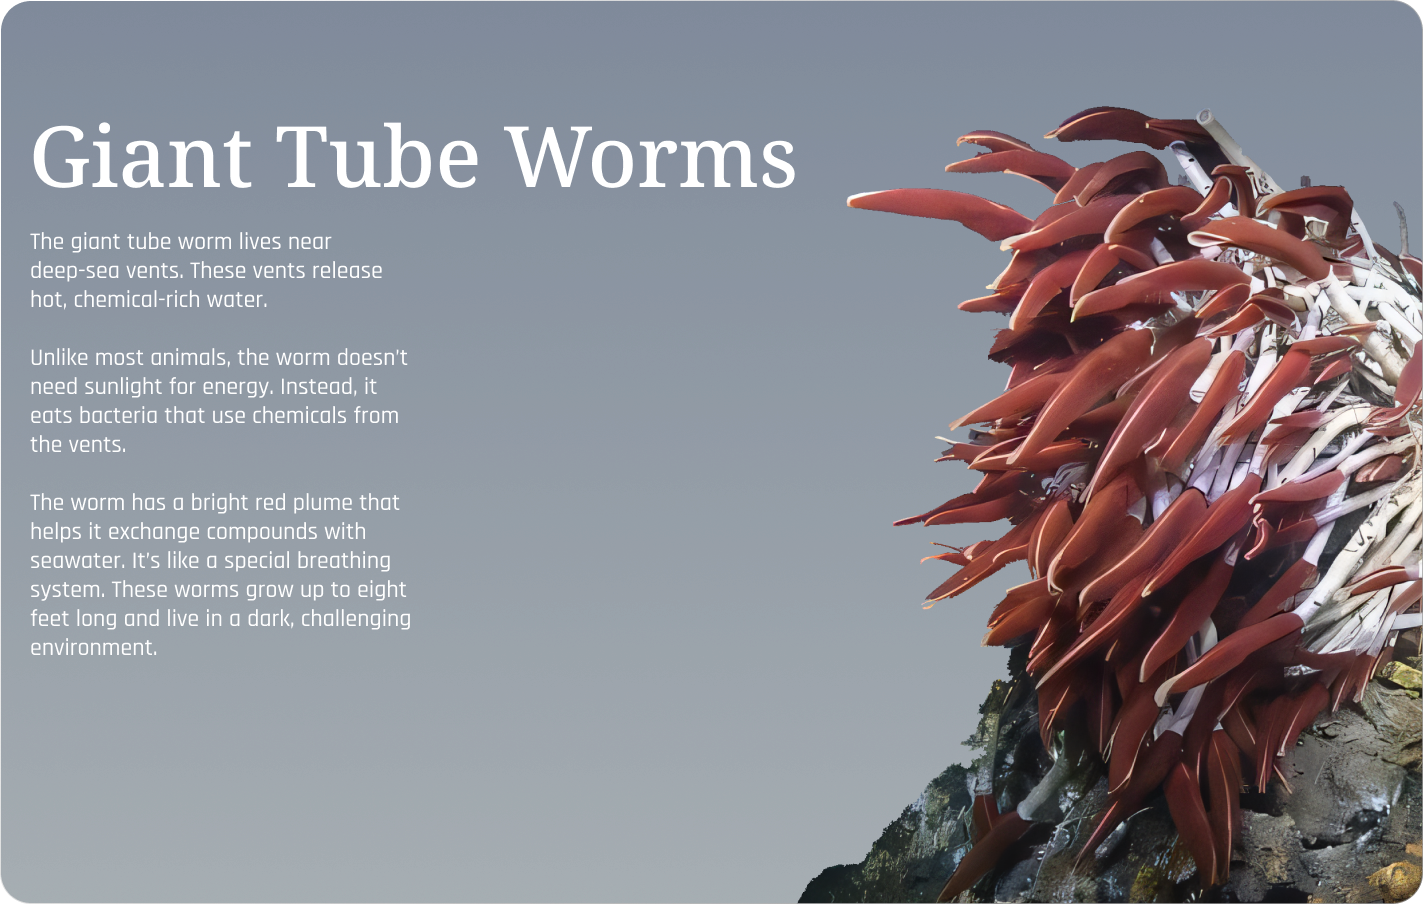 Giant Tube Worms
The giant tube worm lives near
deep-sea vents. These vents release
hot, chemical-rich water.
Unlike most animals, the worm doesn’t
need sunlight for energy. Instead, it
eats bacteria that use chemicals from
the vents.
The worm has a bright red plume that
helps it exchange compounds with
seawater. It’s like a special breathing
system. These worms grow up to eight
feet long and live in a dark, challenging
environment.